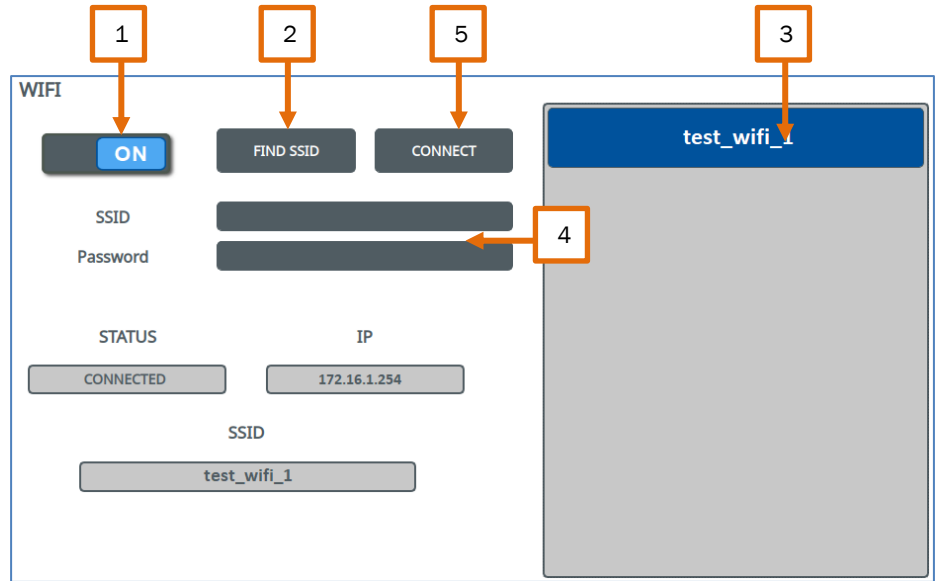 1
2
5
3
WIFI
ON
FIND SSID
CONNECT
test_wifi_1
SSID
4
Password
STATUS
IP
CONNECTED
172.16.1.254
SSID
test_wifi_1